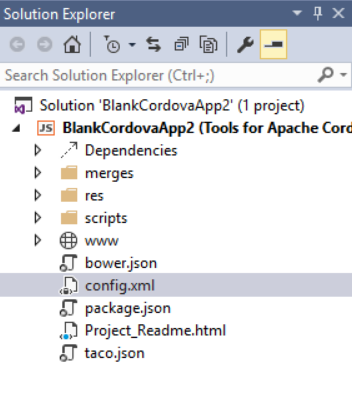 Solution Explorer
Search Solution Explorer (Ctrl+;)
Solution 'BlankCordovaApp2' (1 project)
JS BlankCordovaApp2 (Tools for Apache Cord
Dependencies
merges
res
scripts
www
bower.json
config.xml
package.json
Project_Readme.html
taco.json